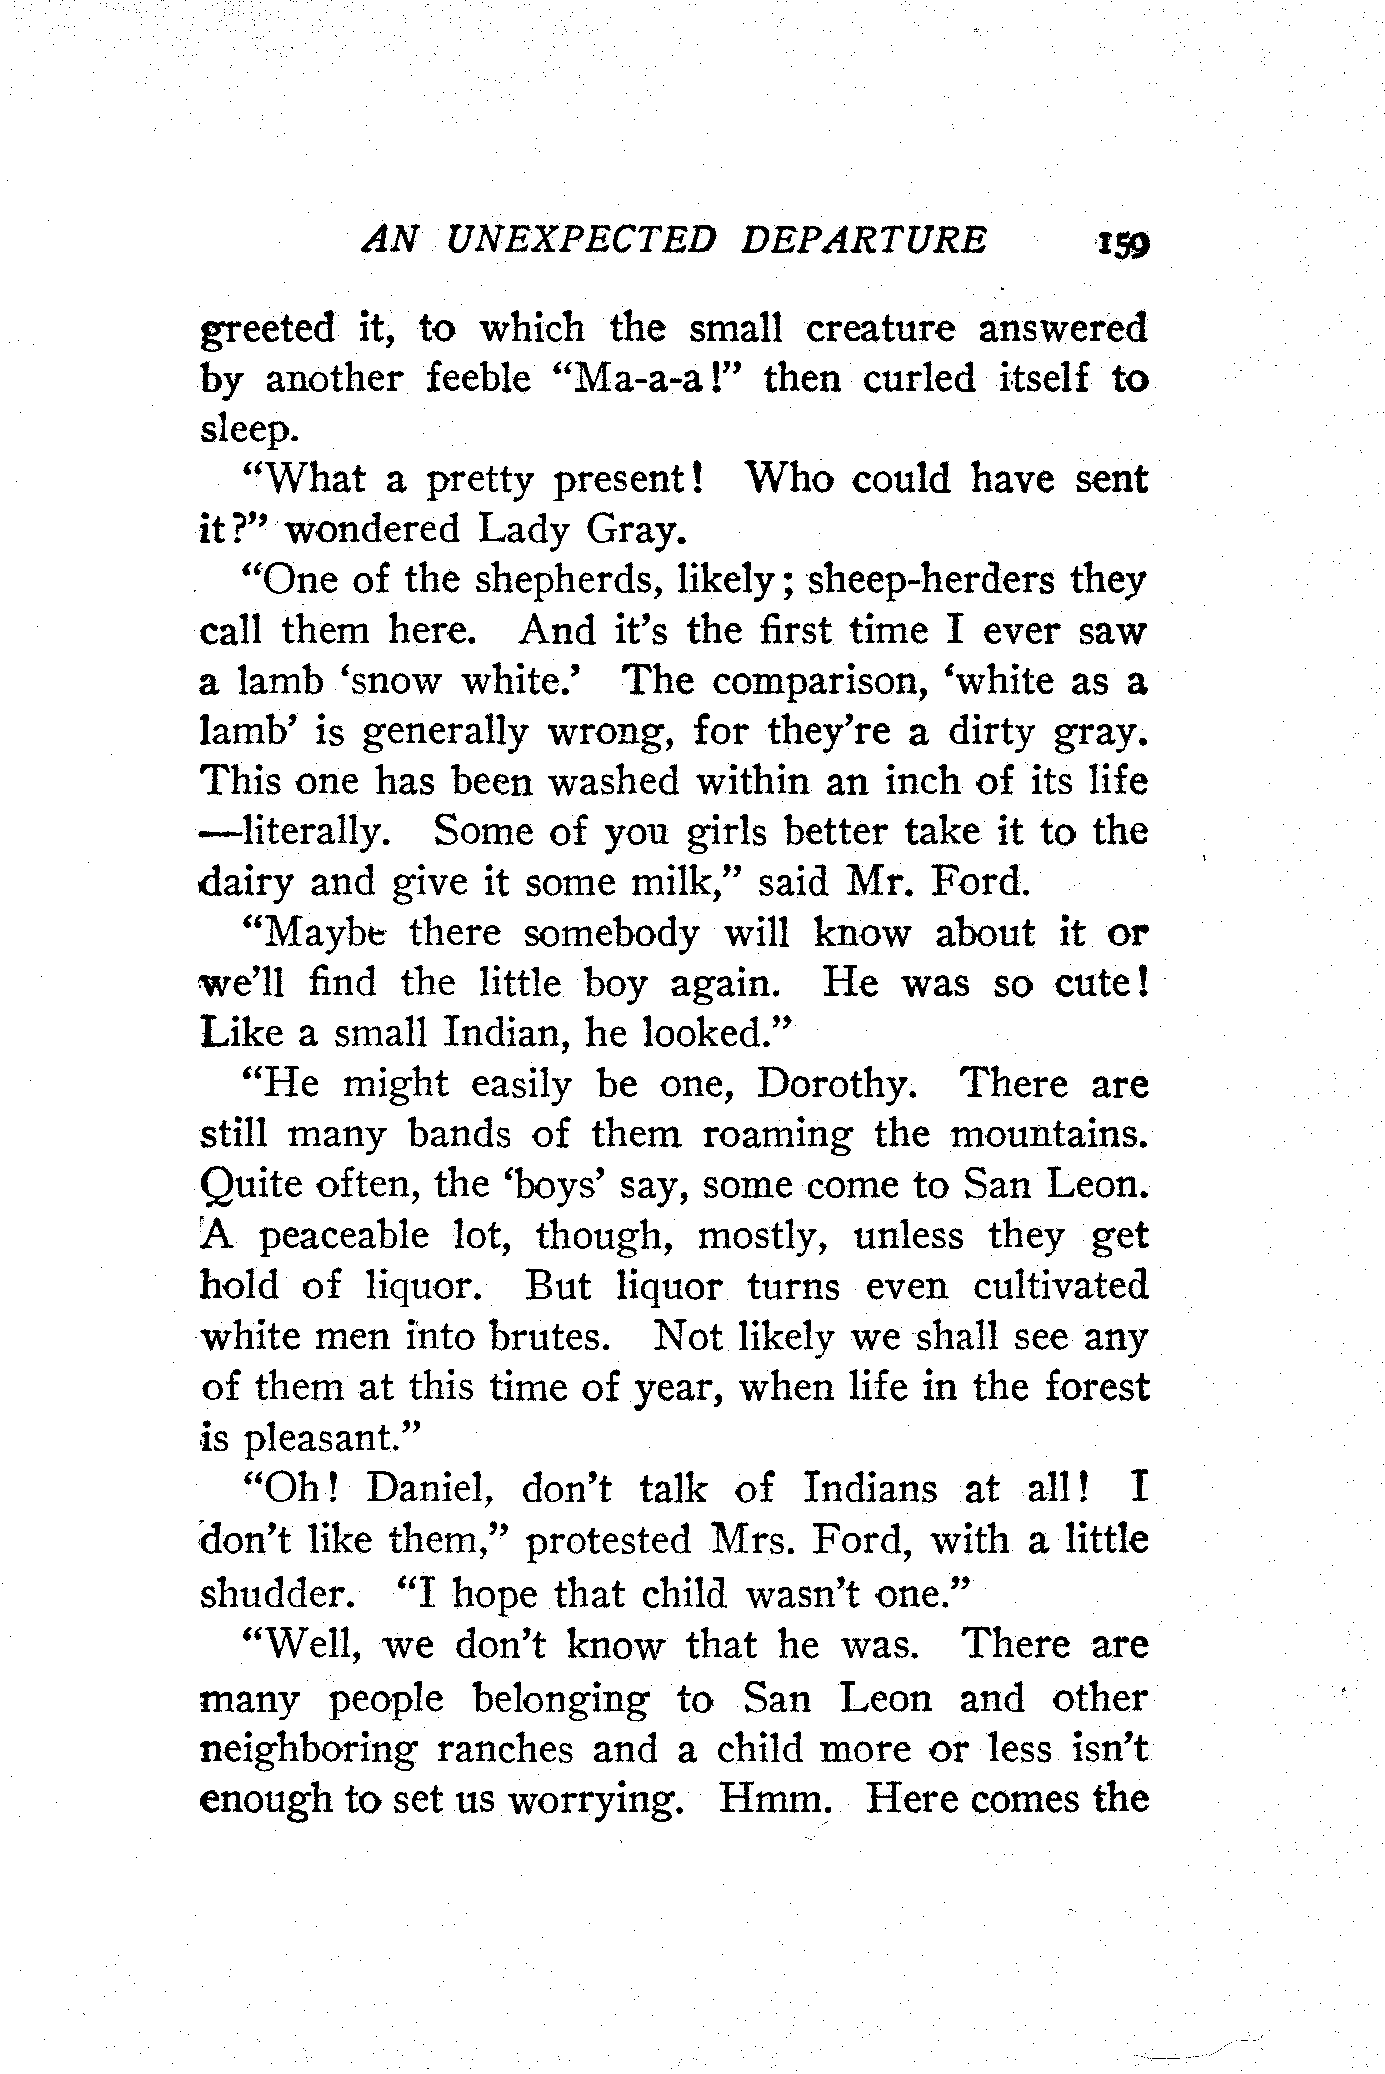 AN UNEXPECTED DEPARTURE 159
greeted it, to which the small creature answered
by another feeble “Ma-a-a!” then curled itself to
sleep.
“What a pretty present! Who could have sent
it?” wondered Lady Gray.
“One of the shepherds, likely; sheep-herders they
call them here. And it’s the first time I ever saw
a lamb ‘snow white.’ The comparison, ‘white as a
lamb’ is generally wrong, for they’re a dirty gray.
This one has been washed within an inch of its life
—literally. Some of you girls better take it to the
dairy and give it some milk,” said Mr. Ford.
“Maybe there somebody will know about it or
we’ll find the little boy again. He was so cute!
Like a small Indian, he looked.”
“He might easily be one, Dorothy. There are
still many bands of them roaming the mountains.
Quite often, the ‘boys’ say, some come to San Leon.
A peaceable lot, though, mostly, unless they get
hold of liquor. But liquor turns even cultivated
white men into brutes. Not likely we shall see any
of them at this time of year, when life in the forest
is pleasant.”
“Oh! Daniel, don’t talk of Indians at all! I
don’t like them,” protested Mrs. Ford, with a little
shudder. “I hope that child wasn’t one.”
“Well, we don’t know that he was. There are
many people belonging to San Leon and other
neighboring ranches and a child more or less isn’t
enough to set us worrying. Hmm. Here comes the